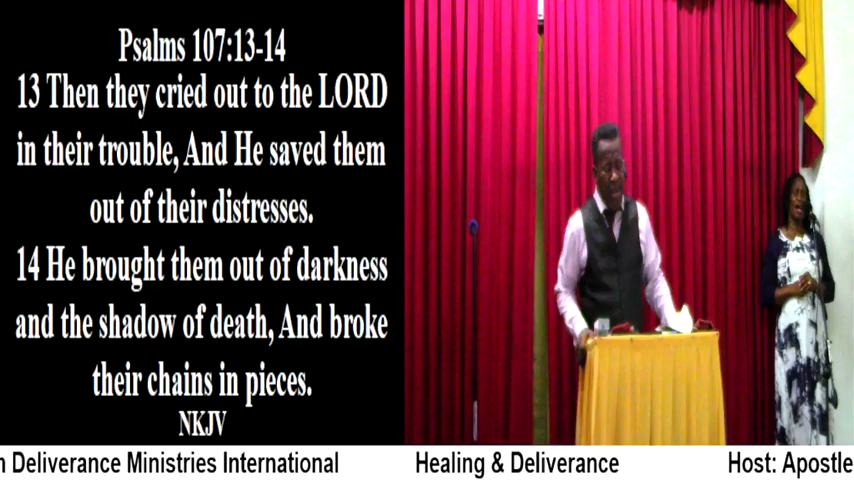 Psalms 107:13-14
13 Then they cried out to the LORD
in their trouble, And He saved them
out of their distresses.
14 He brought them out of darkness
and the shadow of death, And broke
their chains in pieces.
NKJV
n Deliverance Ministries International Healing & Deliverance Host: Apostle